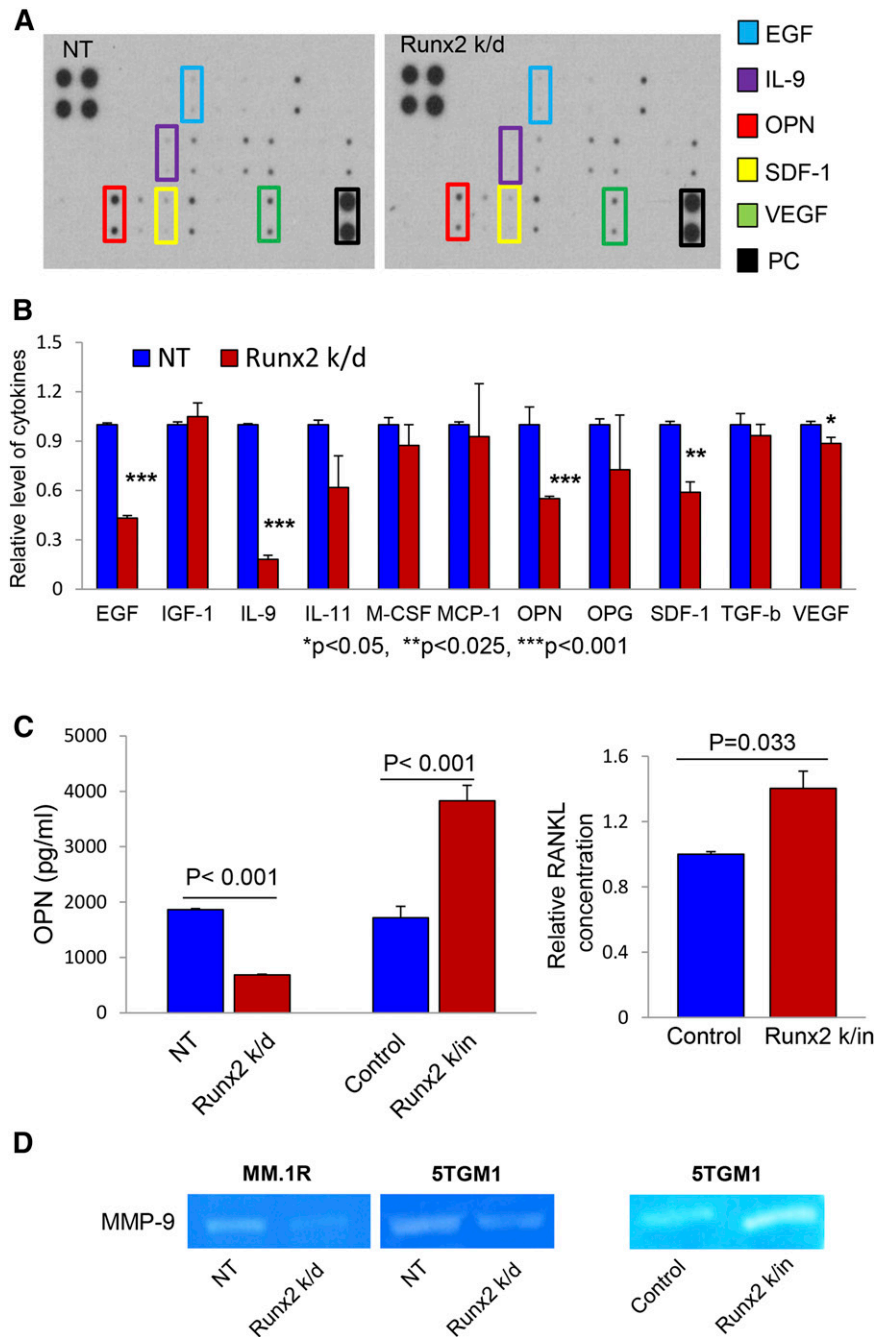 A
NT
Runx2 k/d
EGF
IL-9
OPN
SDF-1
VEGF
PC
B
1.5
1.2
0.9
0.6
0.3
0
Relative level of cytokines
NT Runx2 k/d
*** *** *** ** *
EGF IGF-1 IL-9 IL-11 M-CSF MCP-1 OPN OPG SDF-1 TGF-b VEGF
*p<0.05, **p<0.025, ***p<0.001
C
5000
4000
3000
2000
1000
0
OPN (pg/ml)
P< 0.001
P< 0.001
NT
Runx2 k/d
Control
Runx2 k/in
1.6
1.2
0.8
0.4
0
Relative RANKL
concentration
P=0.033
Control Runx2 k/in
D
MM.1R 5TGM1 5TGM1
MMP-9
NT
Runx2 k/d
NT
Runx2 k/d
Control
Runx2 k/in